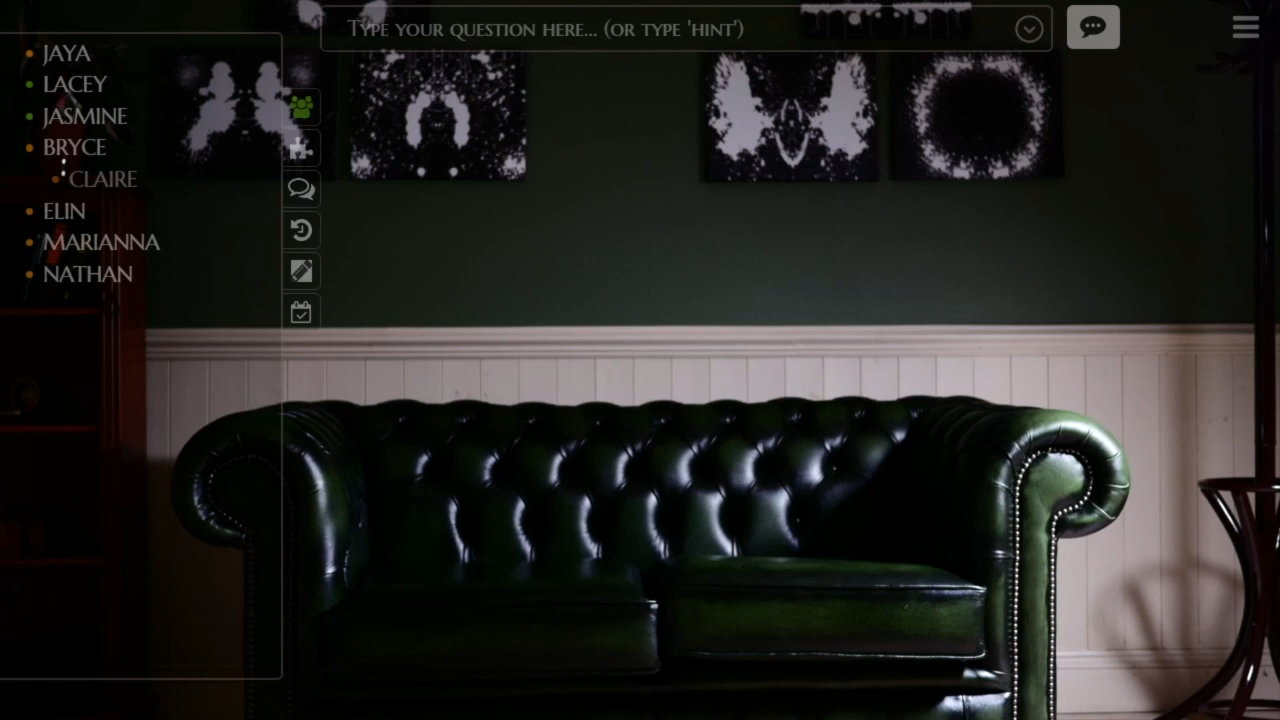 Type your question here... (or type 'hint')
JAYA
LACEY
JASMINE
BRYCE
CLAIRE
ELIN
MARIANNA
NATHAN